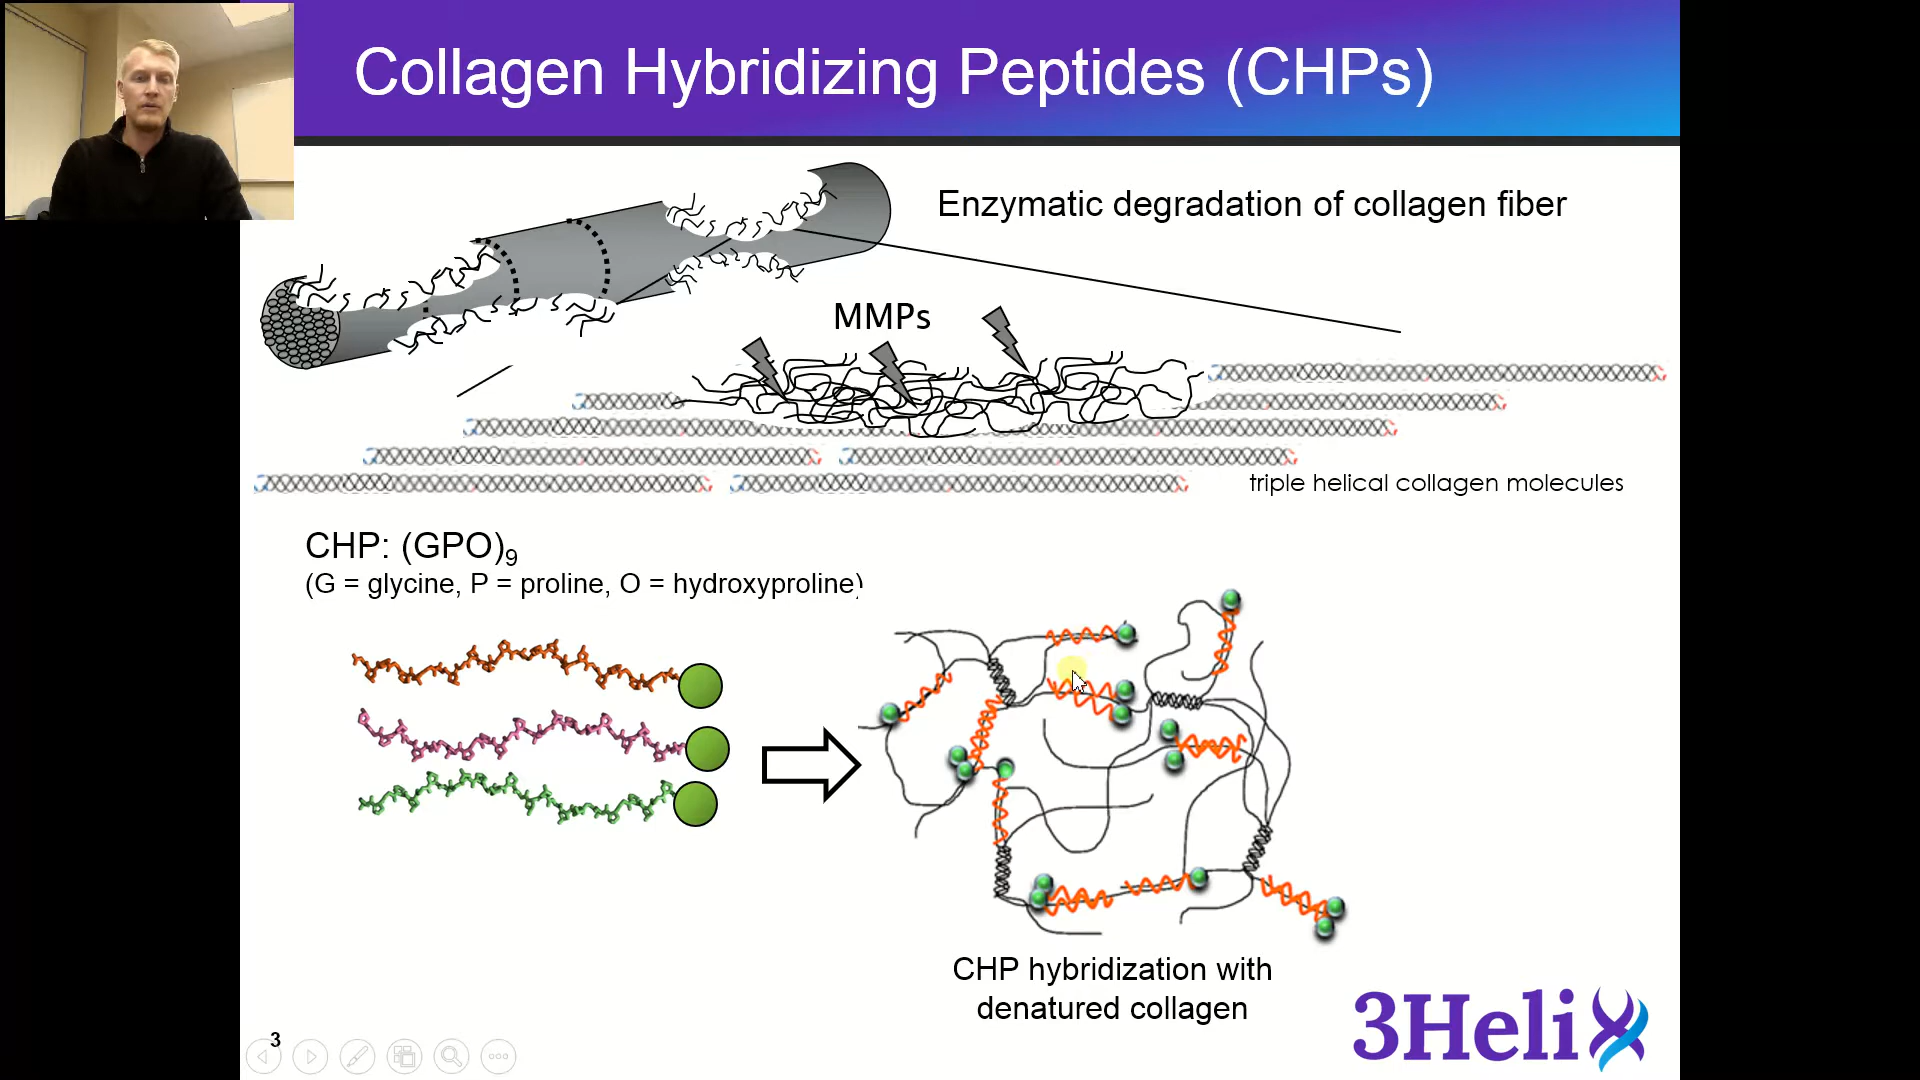 Collagen Hybridizing Peptides (CHPs)
Enzymatic degradation of collagen fiber
MMPs
triple helical collagen molecules
CHP: (GPO)9
(G = glycine, P = proline, O = hydroxyproline)
CHP hybridization with
denatured collagen
3HeliX
3